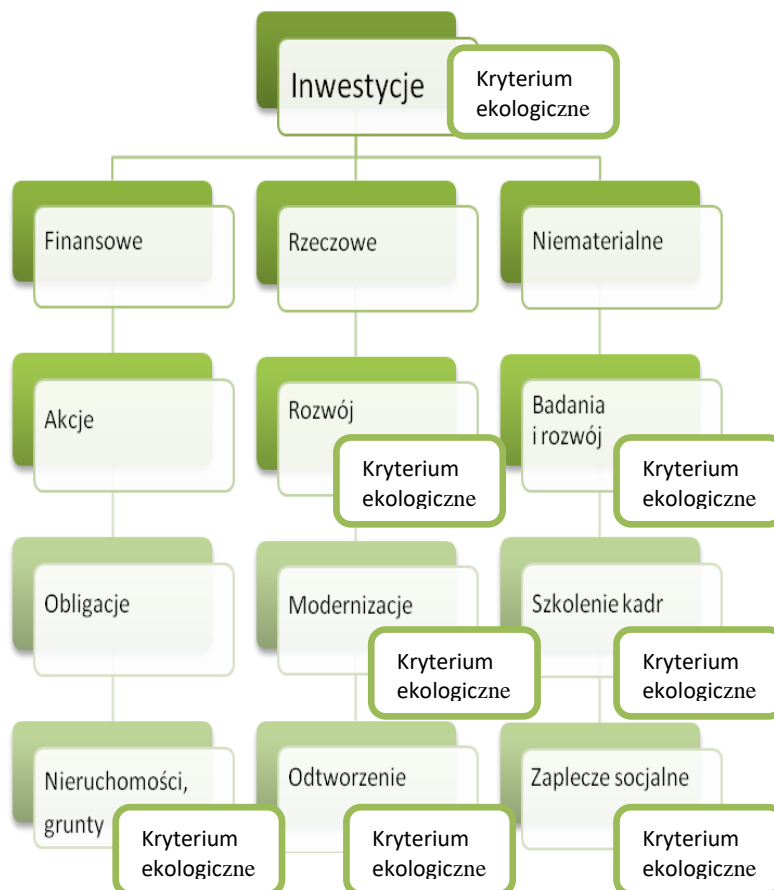 Inwestycje
Kryterium
ekologiczne
Finansowe
Rzeczowe
Niematerialne
Akcje
Rozwój
Kryterium
ekologiczne
Badania
i rozwój
Kryterium
ekologiczne
Obligacje
Modernizacje
Kryterium
ekologiczne
Szkolenie kadr
Kryterium
ekologiczne
Nieruchomości,
grunty
Kryterium
ekologiczne
Odtworzenie
Kryterium
ekologiczne
Zaplecze socjalne
Kryterium
ekologiczne